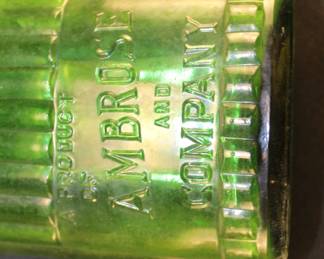 A PRODUCT
OF
AMBROSE
AND
COMPANY